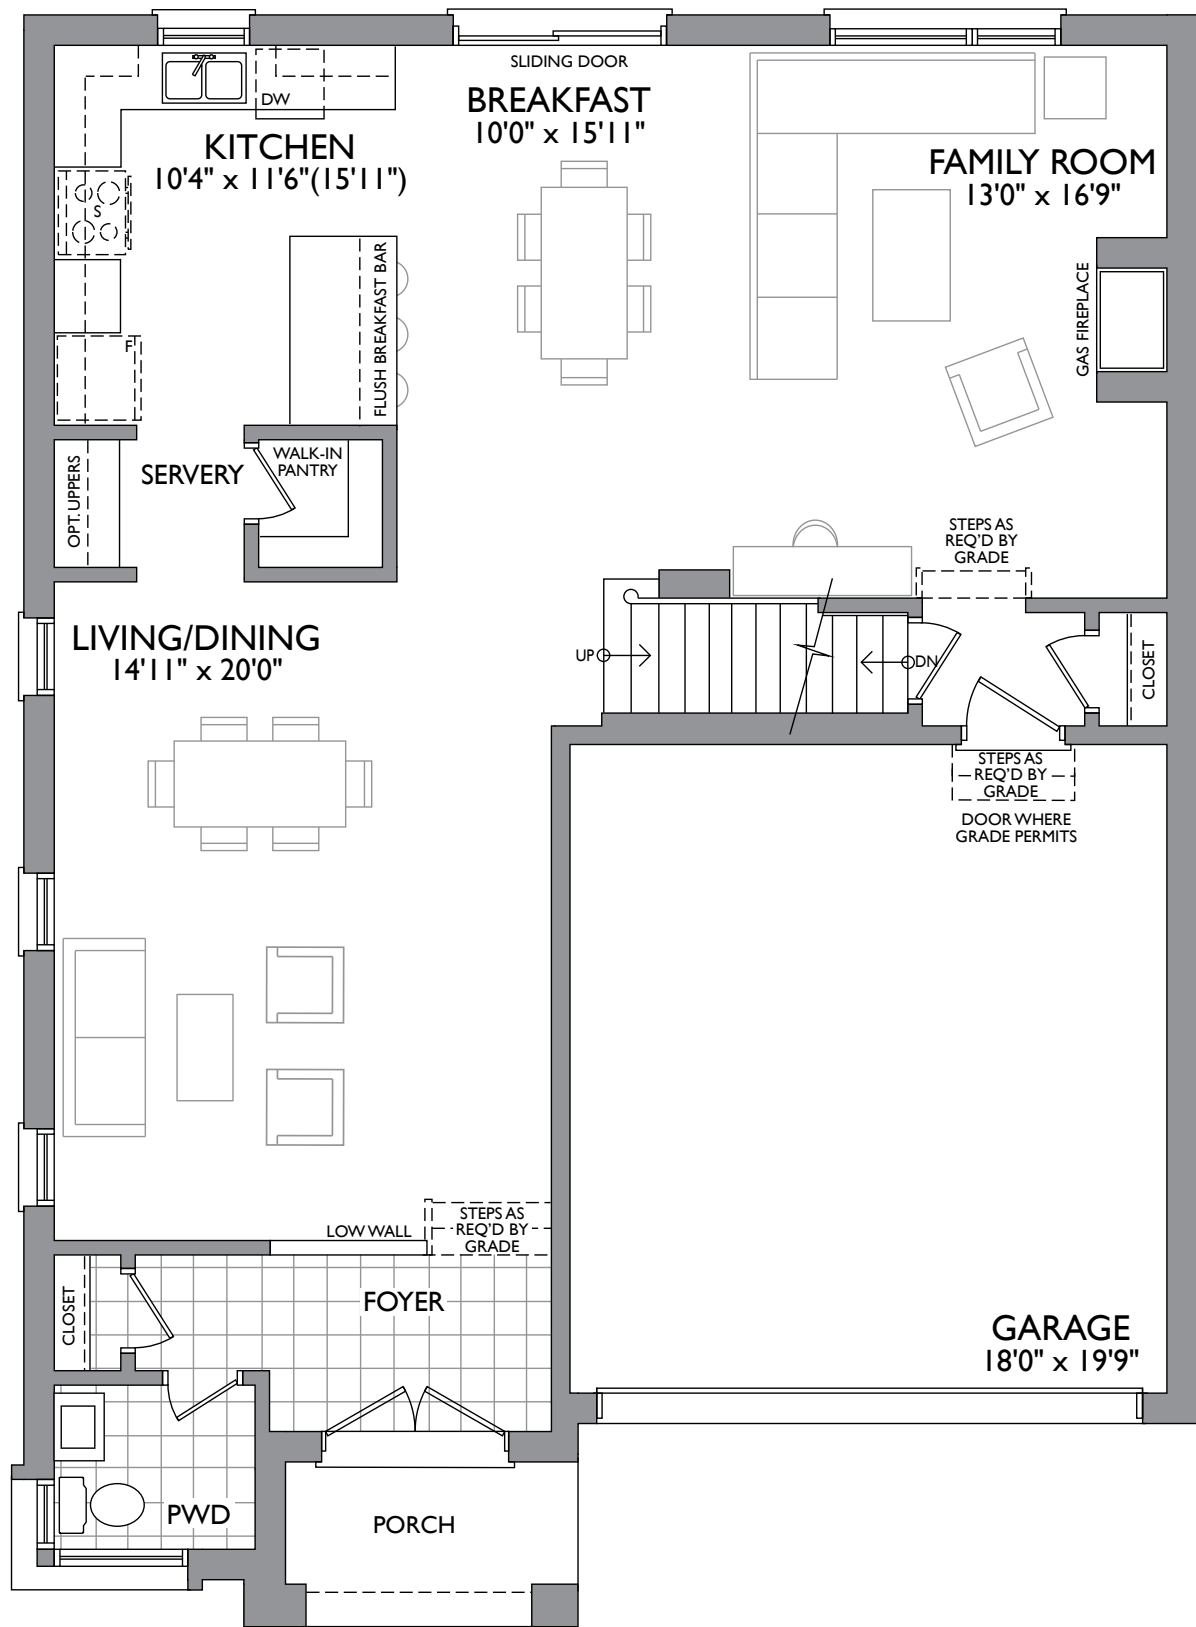 SLIDING DOOR
BREAKFAST
10'0" x 15'11"
DW
KITCHEN
10'4" x 11'6"(15'11")
FAMILY ROOM
13'0" x 16'9"
S
F
FLUSH BREAKFAST BAR
GAS FIREPLACE
OPT. UPPERS
SERVERY
WALK-IN
PANTRY
STEPS AS
REQ'D BY
GRADE
LIVING/DINING
14'11" x 20'0"
UP
DN
CLOSET
STEPS AS
REQ'D BY
GRADE
DOOR WHERE
GRADE PERMITS
LOW WALL
STEPS AS
REQ'D BY
GRADE
CLOSET
FOYER
GARAGE
18'0" x 19'9"
PWD
PORCH